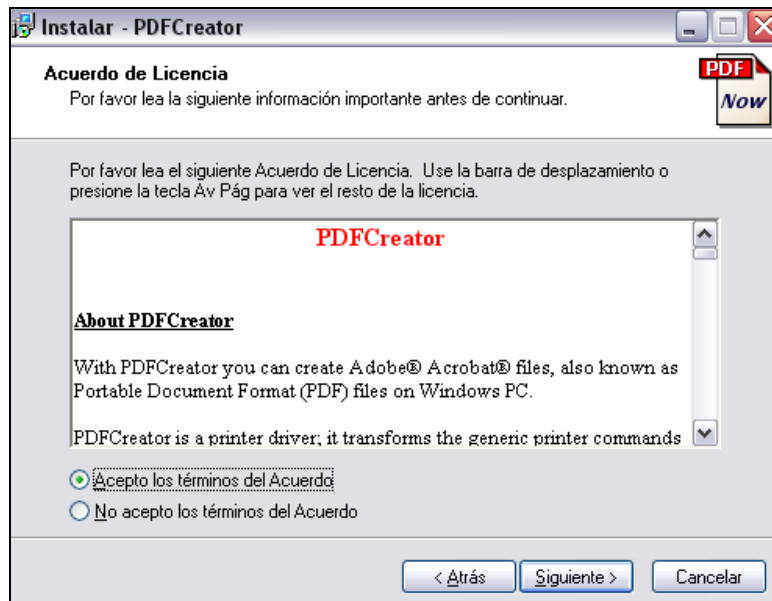 Instalar - PDFCreator
Acuerdo de Licencia
Por favor lea la siguiente información importante antes de continuar.
PDF
Now
Por favor lea el siguiente Acuerdo de Licencia. Use la barra de desplazamiento o
presione la tecla Av Pág para ver el resto de la licencia.
PDFCreator
About PDFCreator
With PDFCreator you can create Adobe® Acrobat® files, also known as
Portable Document Format (PDF) files on Windows PC.
PDFCreator is a printer driver; it transforms the generic printer commands
Acepto los términos del Acuerdo
No acepto los términos del Acuerdo
< Atrás
Siguiente >
Cancelar